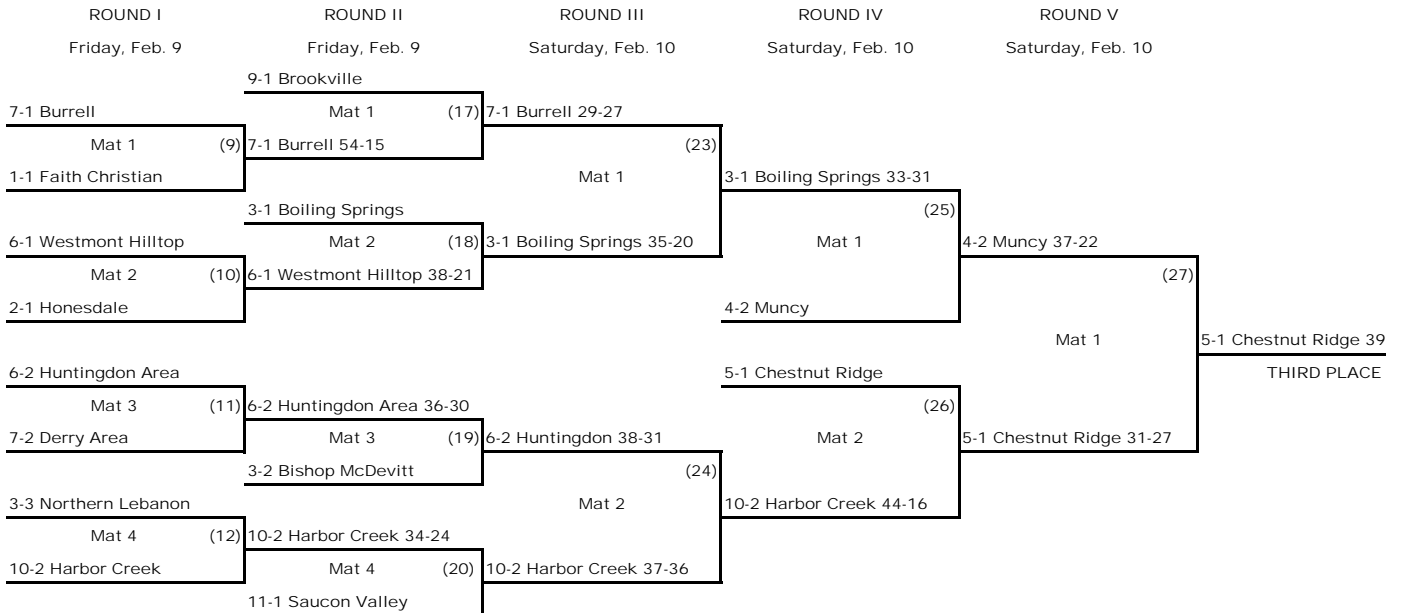 ROUND I ROUND II ROUND III ROUND IV ROUND V
Friday, Feb. 9 Friday, Feb. 9 Saturday, Feb. 10 Saturday, Feb. 10 Saturday, Feb. 10
9-1 Brookville
7-1 Burrell Mat 1 (17) 7-1 Burrell 29-27
Mat 1 (9) 7-1 Burrell 54-15 (23)
1-1 Faith Christian Mat 1 3-1 Boiling Springs 33-31
3-1 Boiling Springs (25)
6-1 Westmont Hilltop Mat 2 (18) 3-1 Boiling Springs 35-20 Mat 1 4-2 Muncy 37-22
Mat 2 (10) 6-1 Westmont Hilltop 38-21 (27)
2-1 Honesdale 4-2 Muncy
Mat 1 5-1 Chestnut Ridge 39
6-2 Huntingdon Area 5-1 Chestnut Ridge THIRD PLACE
Mat 3 (11) 6-2 Huntingdon Area 36-30 (26)
7-2 Derry Area Mat 3 (19) 6-2 Huntingdon 38-31 Mat 2 5-1 Chestnut Ridge 31-27
3-2 Bishop McDevitt (24)
3-3 Northern Lebanon Mat 2 10-2 Harbor Creek 44-16
Mat 4 (12) 10-2 Harbor Creek 34-24
10-2 Harbor Creek Mat 4 (20) 10-2 Harbor Creek 37-36
11-1 Saucon Valley